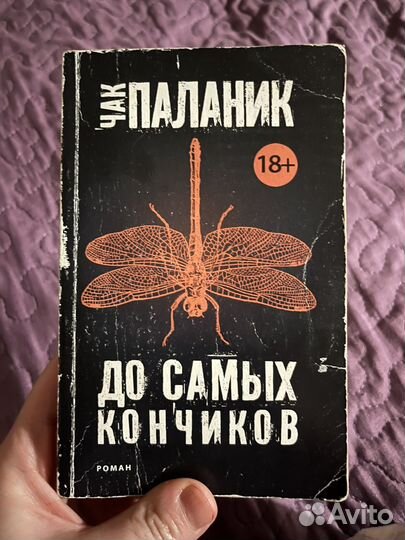 ЧАК
ПАЛАНИК
18+
ДО САМЫХ
КОНЧИКОВ
РОМАН
Avito